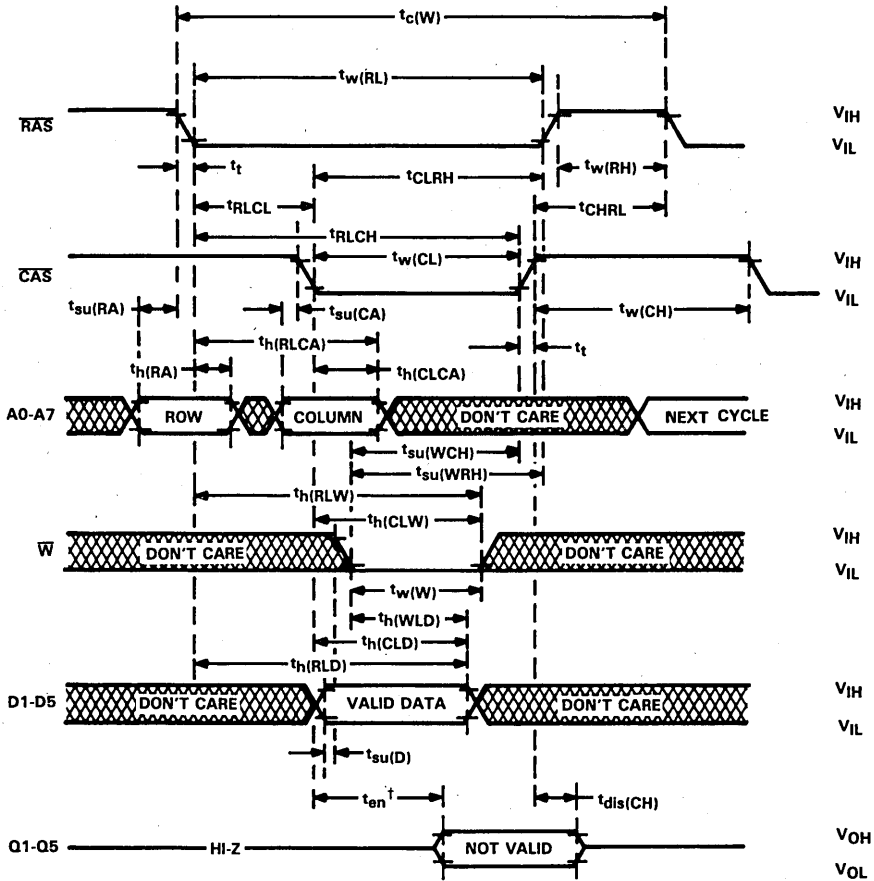 tc(W)
tw(RL)
RAS
VIH
VIL
tt
tCLRH
tw(RH)
tRLCL
tCHRL
tRLCH
tw(CL)
CAS
VIH
VIL
tsu(RA)
tsu(CA)
tw(CH)
th(RLCA)
tt
th(RA)
th(CLCA)
A0-A7
ROW
COLUMN
DON'T CARE
NEXT CYCLE
VIH
VIL
tsu(WCH)
tsu(WRH)
th(RLW)
th(CLW)
W
DON'T CARE
DON'T CARE
VIH
VIL
tw(W)
th(WLD)
th(CLD)
th(RLD)
D1-D5
DON'T CARE
VALID DATA
DON'T CARE
VIH
VIL
tsu(D)
ten†
tdis(CH)
Q1-Q5
HI-Z
NOT VALID
VOH
VOL